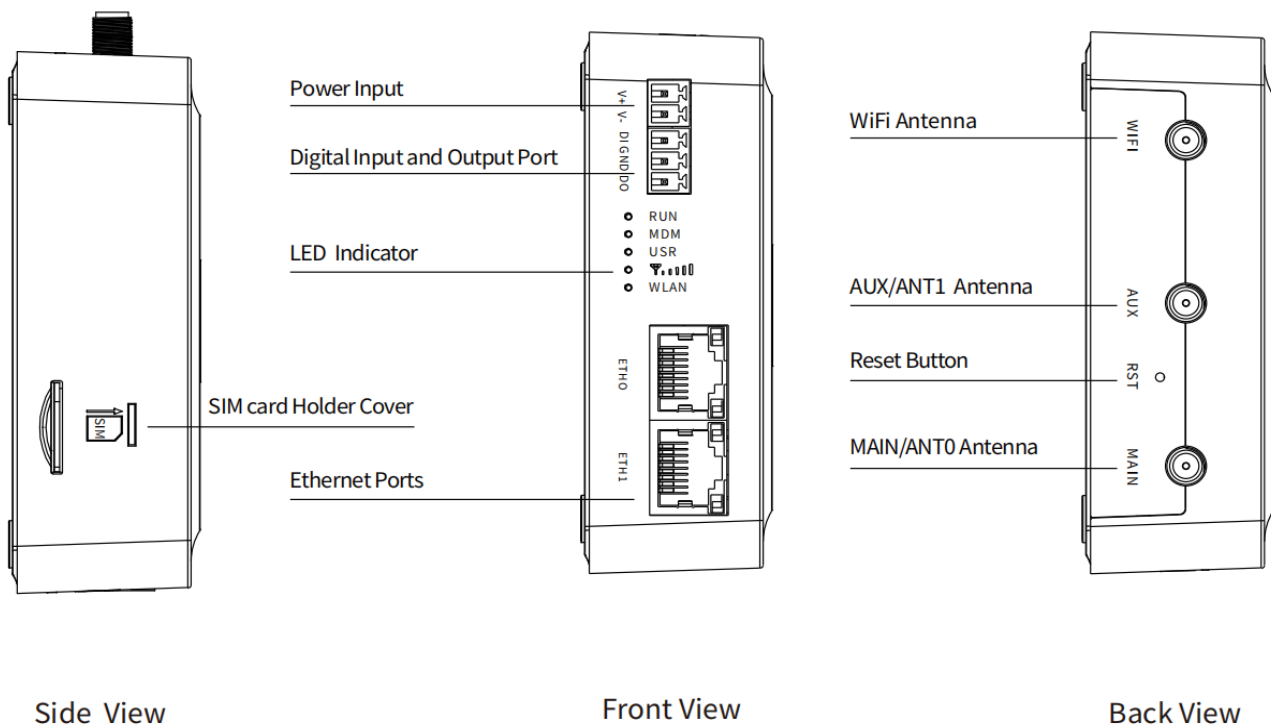 Power Input
Digital Input and Output Port
LED Indicator
SIM card Holder Cover
Ethernet Ports
SIM
Side View
V+ V- DI GND DO
RUN
MDM
USR
WLAN
ETH0
ETH1
Front View
WiFi Antenna
AUX/ANT1 Antenna
Reset Button
MAIN/ANT0 Antenna
WIFI
AUX
RST
MAIN
Back View